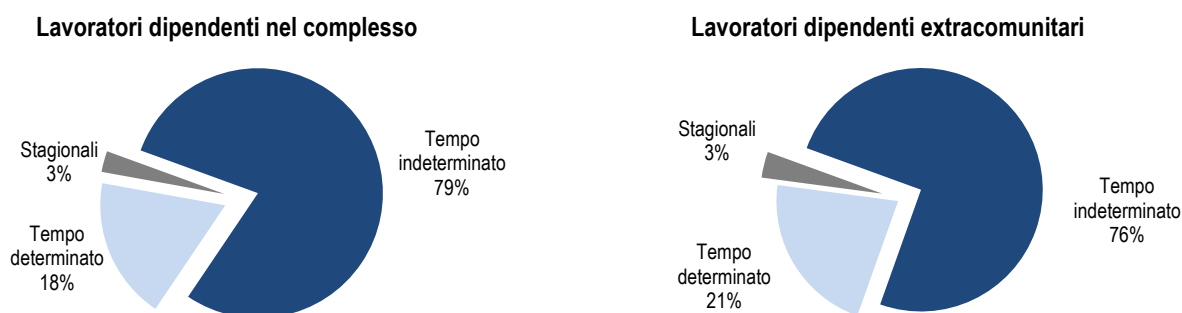 Lavoratori dipendenti nel complesso
Stagionali
3%
Tempo
indeterminato
79%
Tempo
determinato
18%
Lavoratori dipendenti extracomunitari
Stagionali
3%
Tempo
indeterminato
76%
Tempo
determinato
21%